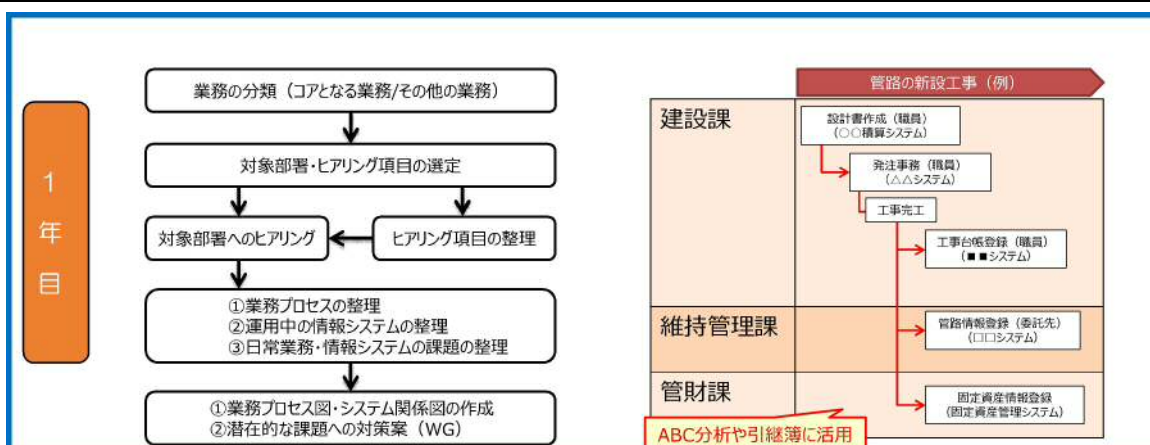 1
年
目
業務の分類（コアとなる業務/その他の業務）
対象部署・ヒアリング項目の選定
対象部署へのヒアリング
ヒアリング項目の整理
①業務プロセスの整理
②運用中の情報システムの整理
③日常業務・情報システムの課題の整理
①業務プロセス図・システム関係図の作成
②潜在的な課題への対策案（WG）
管路の新設工事（例）
建設課
設計書作成（職員）
（○○積算システム）
発注事務（職員）
（△△システム）
工事完工
工事台帳登録（職員）
（■■システム）
維持管理課
管路情報登録（委託先）
（□□システム）
管財課
固定資産情報登録
（固定資産管理システム）
ABC分析や引継簿に活用